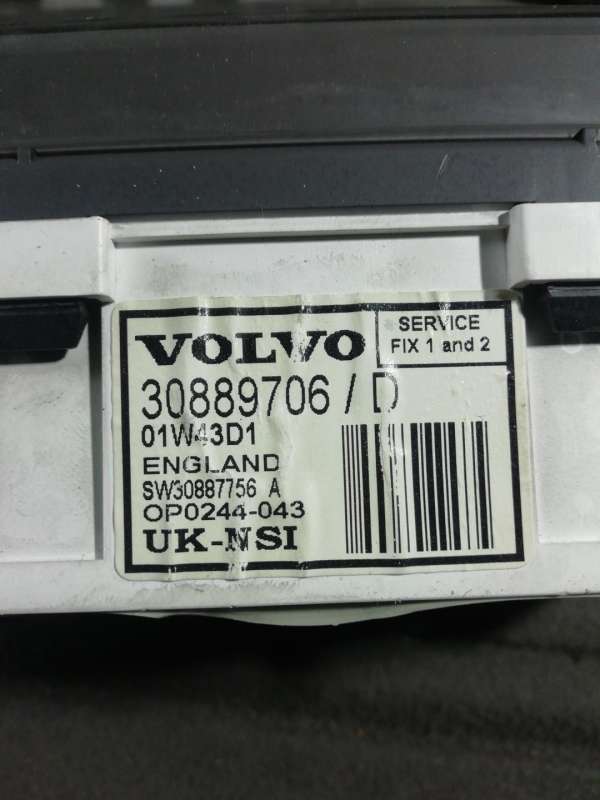 VOLVO
SERVICE
FIX 1 and 2
30889706 / D
01W43D1
ENGLAND
SW30887756 A
OP0244-043
UK-NSI